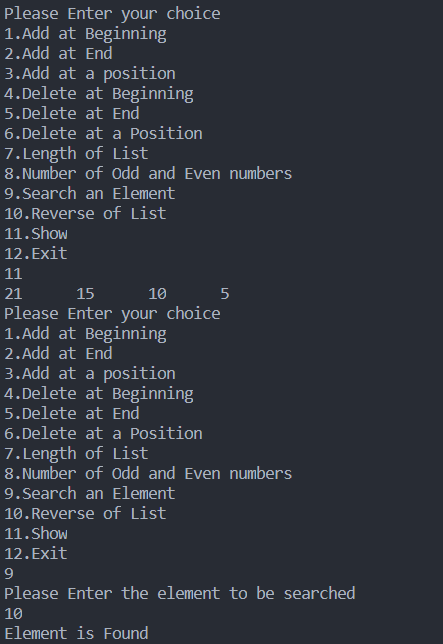 Please Enter your choice
1.Add at Beginning
2.Add at End
3.Add at a position
4.Delete at Beginning
5.Delete at End
6.Delete at a Position
7.Length of List
8.Number of Odd and Even numbers
9.Search an Element
10.Reverse of List
11.Show
12.Exit
11
21      15      10      5
Please Enter your choice
1.Add at Beginning
2.Add at End
3.Add at a position
4.Delete at Beginning
5.Delete at End
6.Delete at a Position
7.Length of List
8.Number of Odd and Even numbers
9.Search an Element
10.Reverse of List
11.Show
12.Exit
9
Please Enter the element to be searched
10
Element is Found